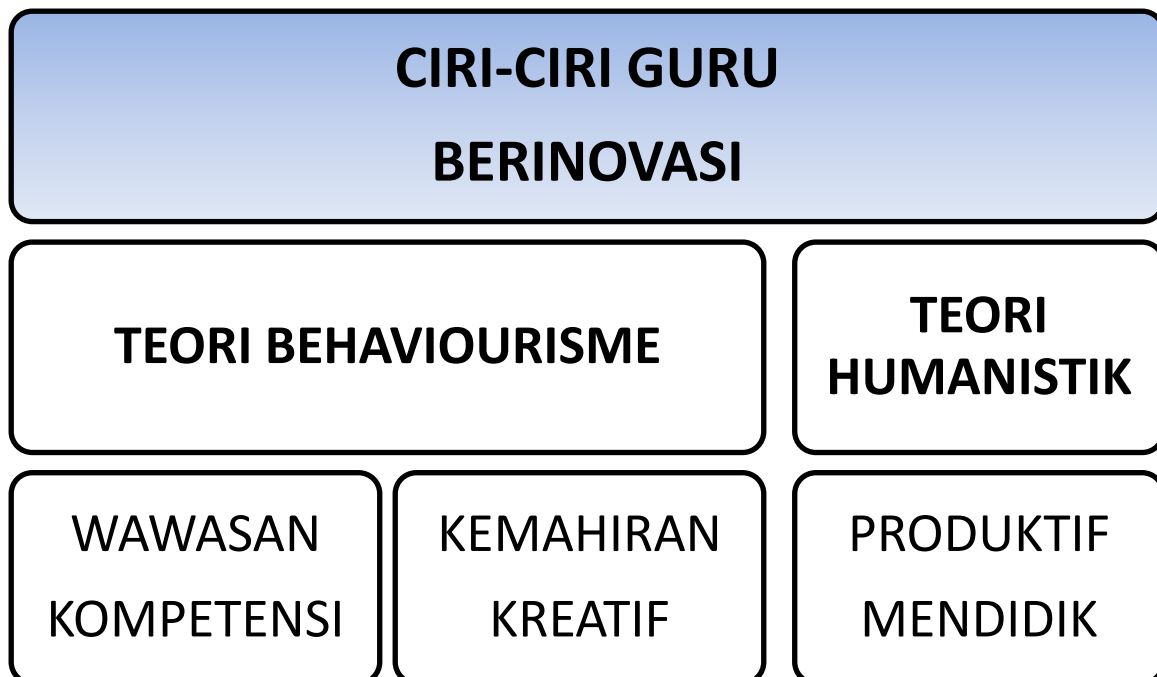 CIRI-CIRI GURU
BERINOVASI
TEORI BEHAVIOURISME
TEORI
HUMANISTIK
WAWASAN
KOMPETENSI
KEMAHIRAN
KREATIF
PRODUKTIF
MENDIDIK